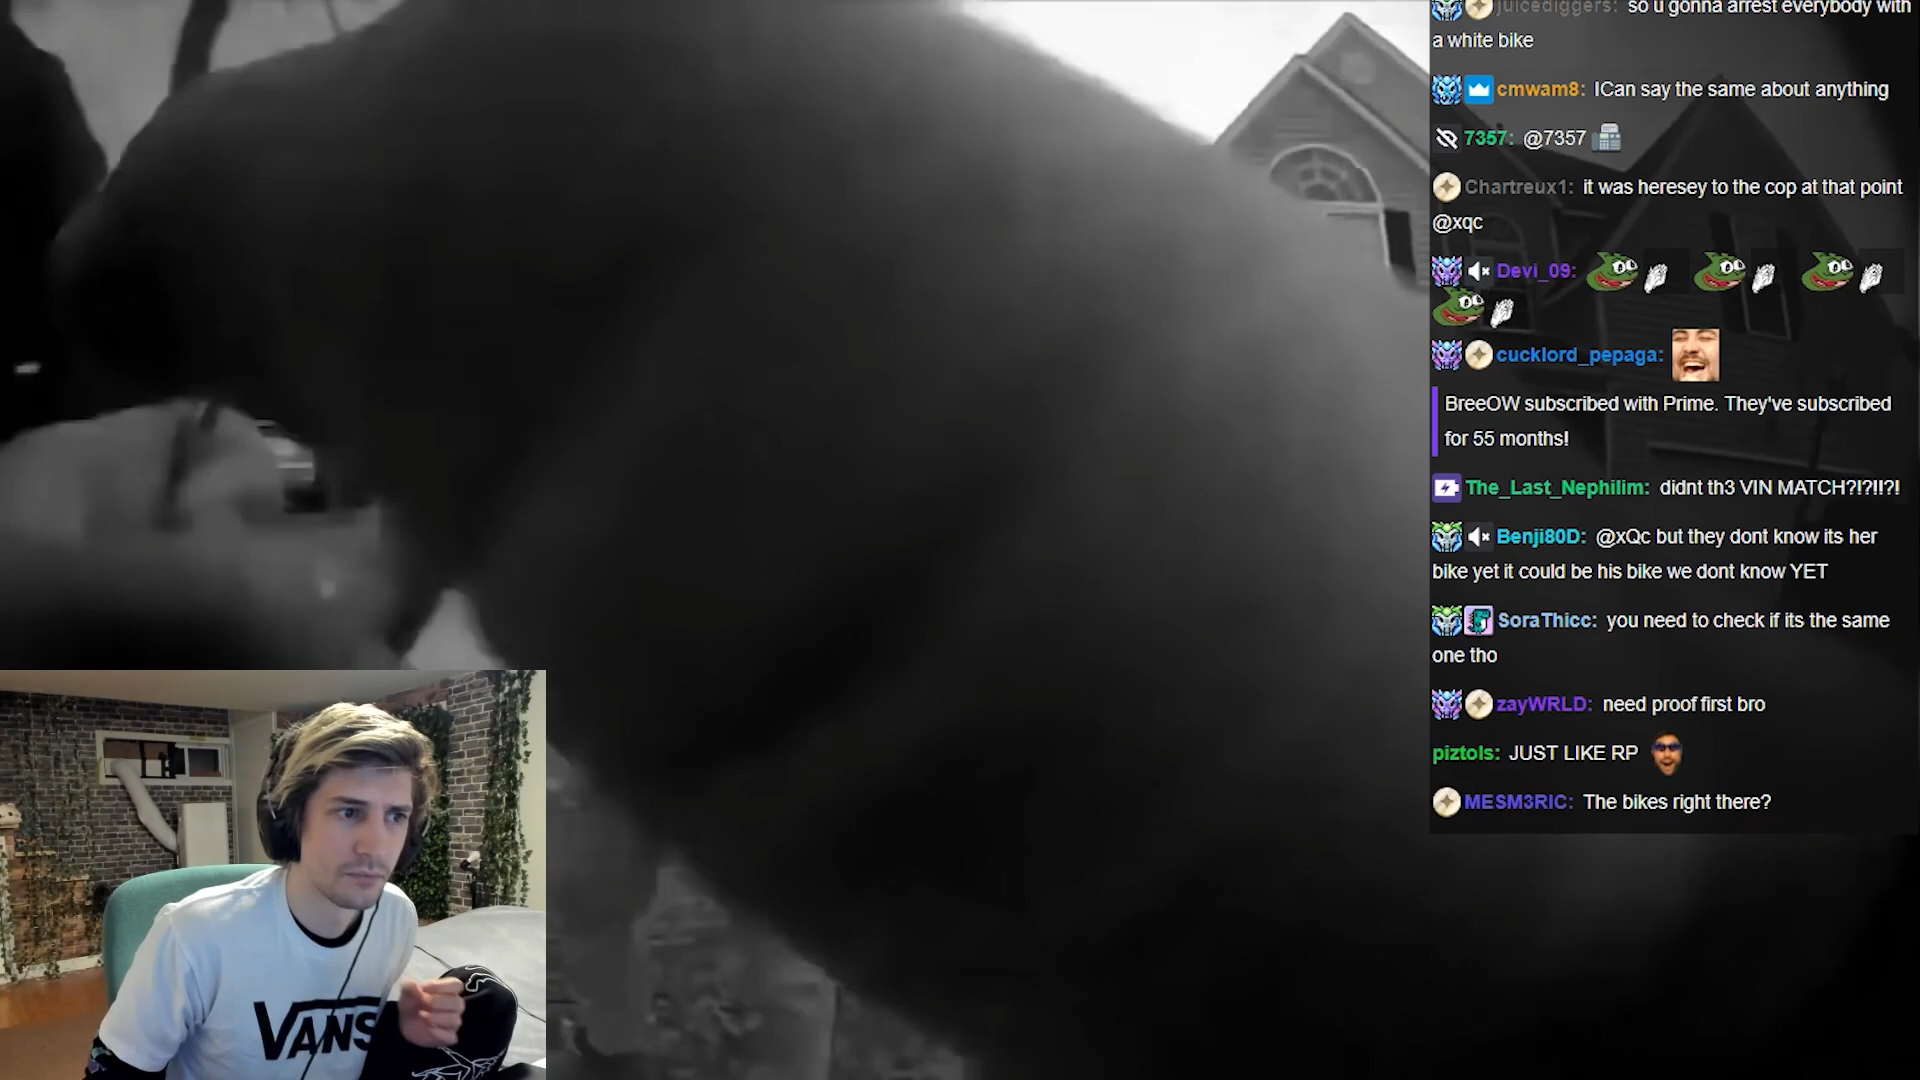 juicediggers: so u gonna arrest everybody with
a white bike
cmwam8: ICan say the same about anything
7357: @7357
Chartreux1: it was heresey to the cop at that point
@xqc
Devi_09:
cucklord_pepaga:
BreeOW subscribed with Prime. They've subscribed
for 55 months!
The_Last_Nephilim: didnt th3 VIN MATCH?!?!!?!
Benji80D: @xQc but they dont know its her
bike yet it could be his bike we dont know YET
SoraThicc: you need to check if its the same
one tho
zayWRLD: need proof first bro
piztols: JUST LIKE RP
MESM3RIC: The bikes right there?
VANS